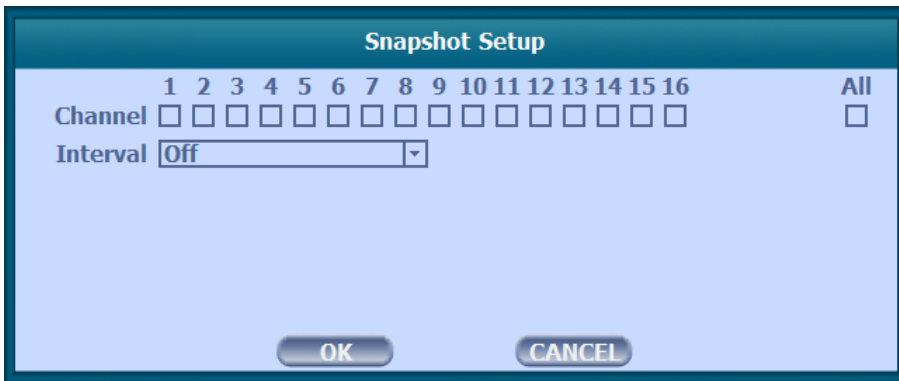 Snapshot Setup
1 2 3 4 5 6 7 8 9 10 11 12 13 14 15 16 All
Channel
Interval Off
OK CANCEL